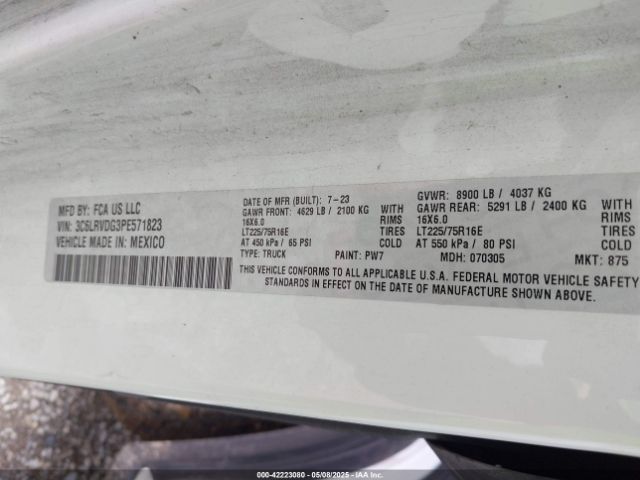 MFD BY: FCA US LLC
VIN: 3C6LRVDG3PE571823
VEHICLE MADE IN: MEXICO
DATE OF MFR (BUILT): 7-23 GVWR: 8900 LB / 4037 KG
GAWR FRONT: 4629 LB / 2100 KG WITH GAWR REAR: 5291 LB / 2400 KG WITH
16X6.0 RIMS 16X6.0 RIMS
LT225/75R16E TIRES LT225/75R16E TIRES
AT 450 kPa / 65 PSI COLD AT 550 kPa / 80 PSI COLD
TYPE: TRUCK PAINT: PW7 MDH: 070305 MKT: 875
THIS VEHICLE CONFORMS TO ALL APPLICABLE U.S.A. FEDERAL MOTOR VEHICLE SAFETY
STANDARDS IN EFFECT ON THE DATE OF MANUFACTURE SHOWN ABOVE.
000-42223080 - 05/08/2025 - IAA.com